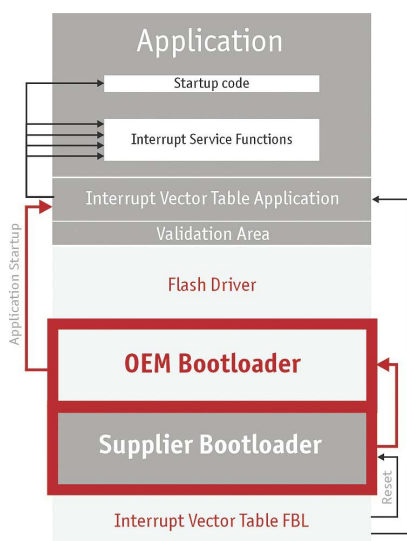 Application
Startup code
Interrupt Service Functions
Interrupt Vector Table Application
Validation Area
Application Startup
Flash Driver
OEM Bootloader
Supplier Bootloader
Reset
Interrupt Vector Table FBL